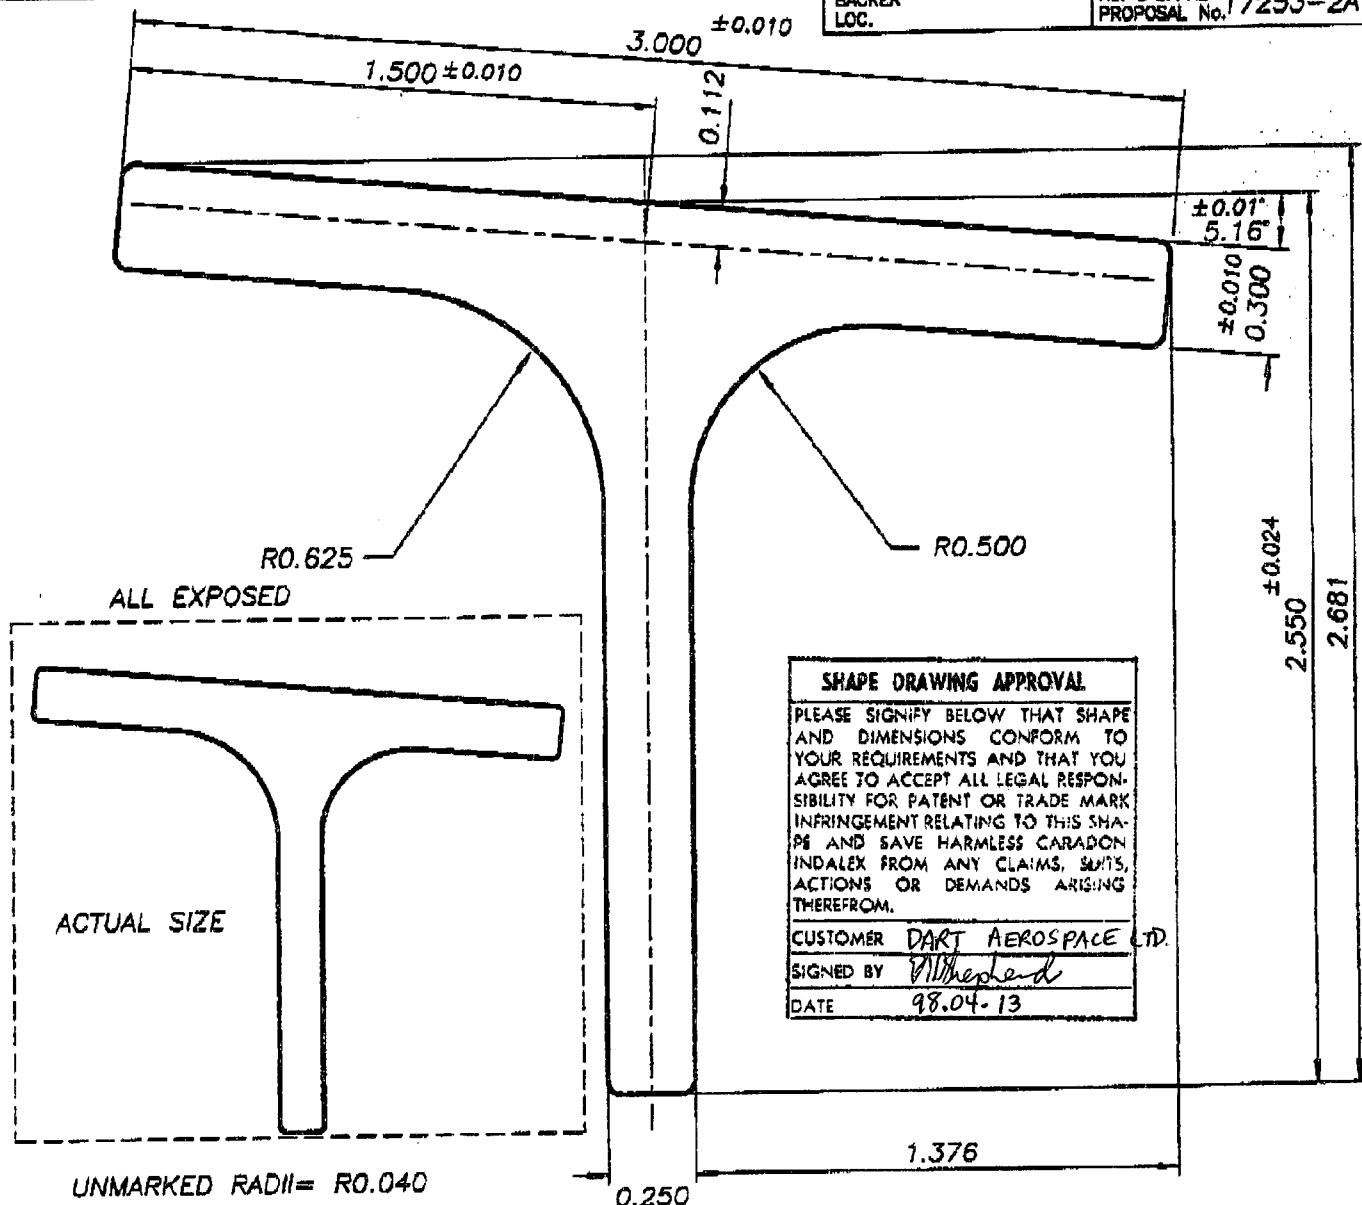 LOC.
PROPOSAL No. 17253-2A
3.000 ±0.010
1.500 ±0.010
0.112
±0.01°
5.16°
±0.010
0.300
R0.625
R0.500
±0.024
2.550
2.681
ALL EXPOSED
ACTUAL SIZE
SHAPE DRAWING APPROVAL
PLEASE SIGNIFY BELOW THAT SHAPE
AND DIMENSIONS CONFORM TO
YOUR REQUIREMENTS AND THAT YOU
AGREE TO ACCEPT ALL LEGAL RESPON-
SIBILITY FOR PATENT OR TRADE MARK
INFRINGEMENT RELATING TO THIS SHA-
PE AND SAVE HARMLESS CARADON
INDALEX FROM ANY CLAIMS, SUITS,
ACTIONS OR DEMANDS ARISING
THEREFROM.
CUSTOMER DART AEROSPACE LTD.
SIGNED BY Shepherd
DATE 98.04-13
1.376
UNMARKED RADII= R0.040
0.250